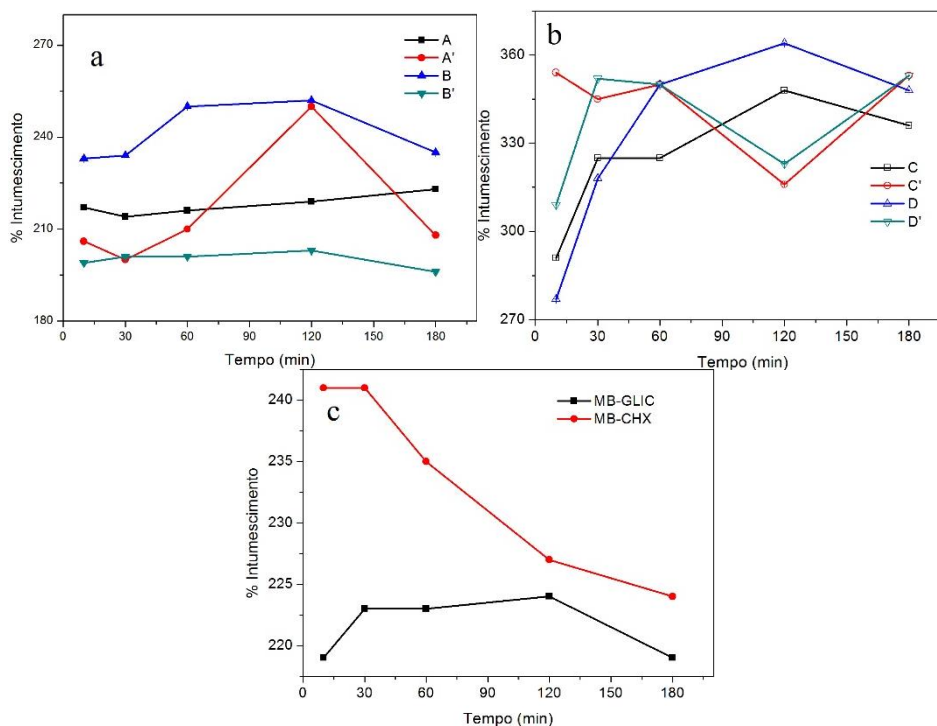 a
% Intumescimento
270
240
210
180
0 30 60 90 120 150 180
Tempo (min)
A
A'
B
B'
b
% Intumescimento
360
330
300
270
0 30 60 90 120 150 180
Tempo (min)
C
C'
D
D'
c
% Intumescimento
240
235
230
225
220
0 30 60 90 120 150 180
Tempo (min)
MB-GLIC
MB-CHX